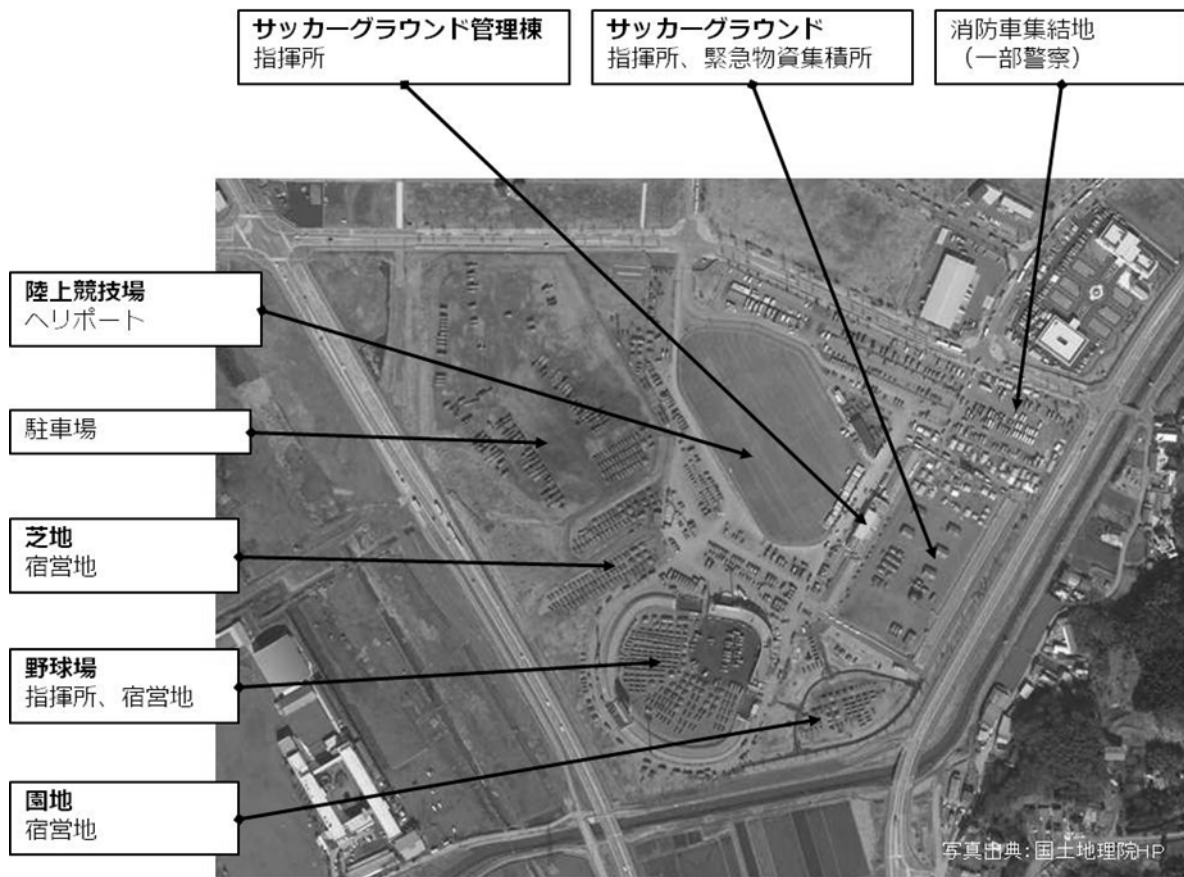 サッカーグラウンド管理棟
指揮所
サッカーグラウンド
指揮所、緊急物資集積所
消防車集結地
（一部警察）
陸上競技場
ヘリポート
駐車場
芝地
宿営地
野球場
指揮所、宿営地
園地
宿営地
写真出典：国土地理院HP